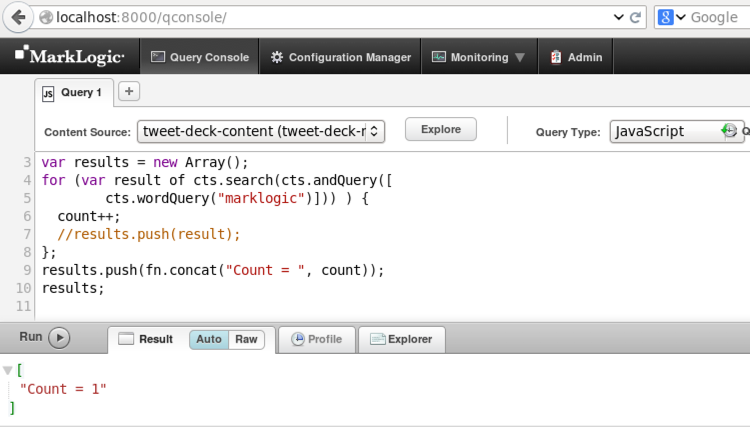 localhost:8000/qconsole/
8 Google
MarkLogic Query Console Configuration Manager Monitoring Admin
JS Query 1 +
Content Source: tweet-deck-content (tweet-deck-r Explore Query Type: JavaScript Q
3 var results = new Array();
4 for (var result of cts.search(cts.andQuery([
5 cts.wordQuery("marklogic")])) ) {
6 count++;
7 //results.push(result);
8 };
9 results.push(fn.concat("Count = ", count));
10 results;
11
Run Result Auto Raw Profile Explorer
[
"Count = 1"
]